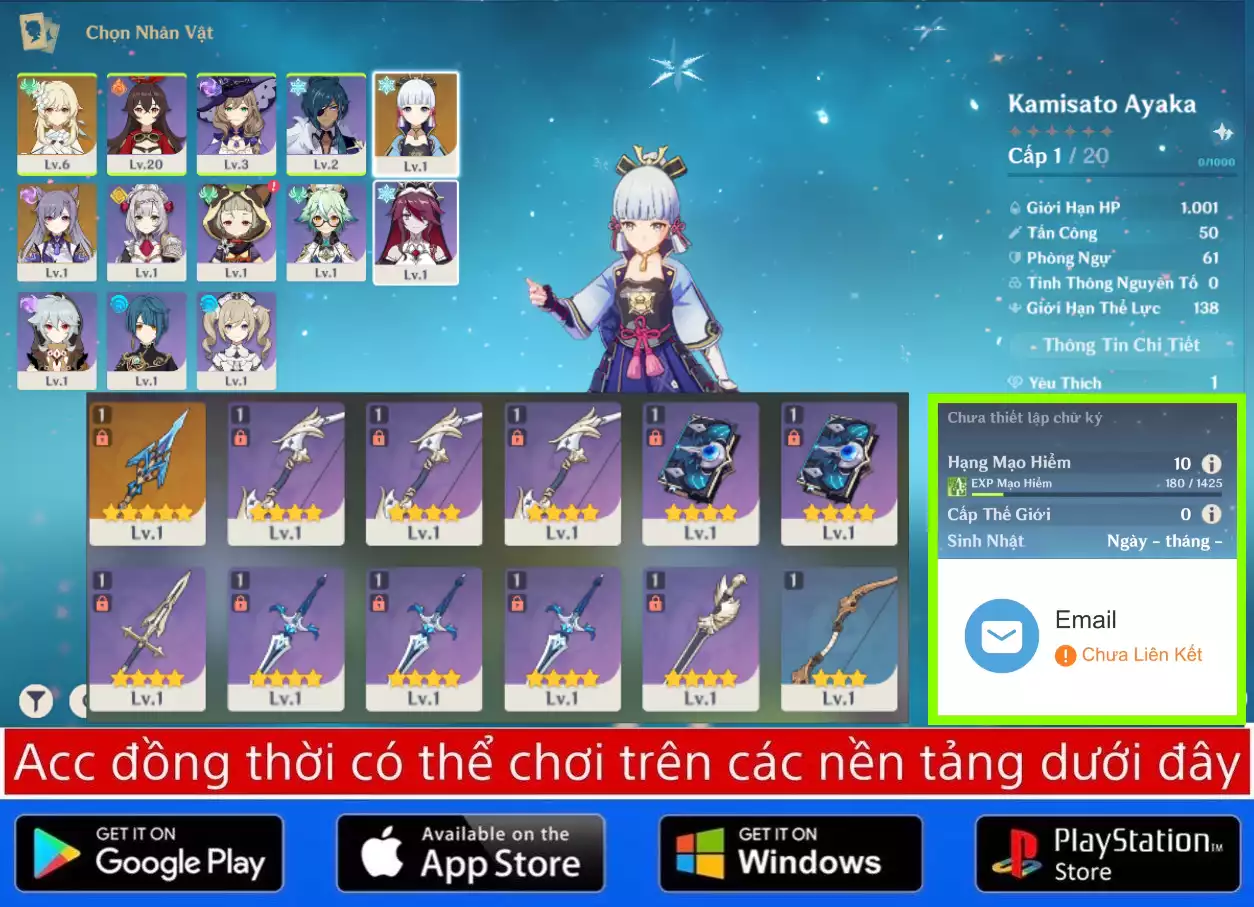 Chọn Nhân Vật
Lv.6
Lv.20
Lv.3
Lv.2
Lv.1
Lv.1
Lv.1
Lv.1
Lv.1
Lv.1
Lv.1
Lv.1
Lv.1
Kamisato Ayaka
Cấp 1 / 20
0/1000
Giới Hạn HP 1.001
Tấn Công 50
Phòng Ngự 61
Tinh Thông Nguyên Tố 0
Giới Hạn Thể Lực 138
Thông Tin Chi Tiết
Yêu Thích 1
1 1 1 1 1 1
Lv.1 Lv.1 Lv.1 Lv.1 Lv.1 Lv.1
1 1 1 1 1 1
Lv.1 Lv.1 Lv.1 Lv.1 Lv.1 Lv.1
Chưa thiết lập chữ ký
Hạng Mạo Hiểm 10
EXP Mạo Hiểm 180 / 1425
Cấp Thế Giới 0
Sinh Nhật Ngày - tháng -
Email
! Chưa Liên Kết
Acc đồng thời có thể chơi trên các nền tảng dưới đây
GET IT ON
Google Play
Available on the
App Store
GET IT ON
Windows
PlayStation™
Store